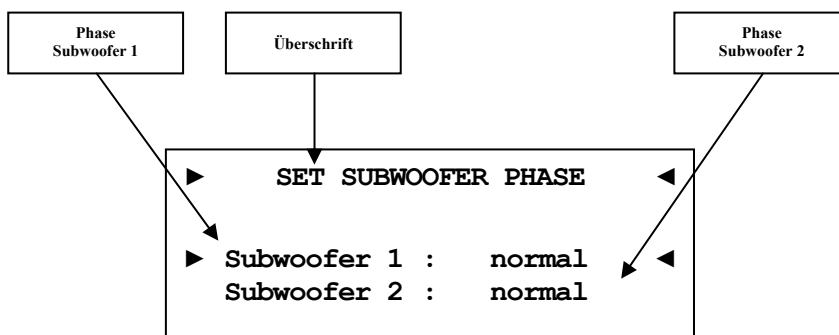 Phase
Subwoofer 1
Überschrift
Phase
Subwoofer 2
► SET SUBWOOFER PHASE ◄
► Subwoofer 1 : normal ◄
Subwoofer 2 : normal